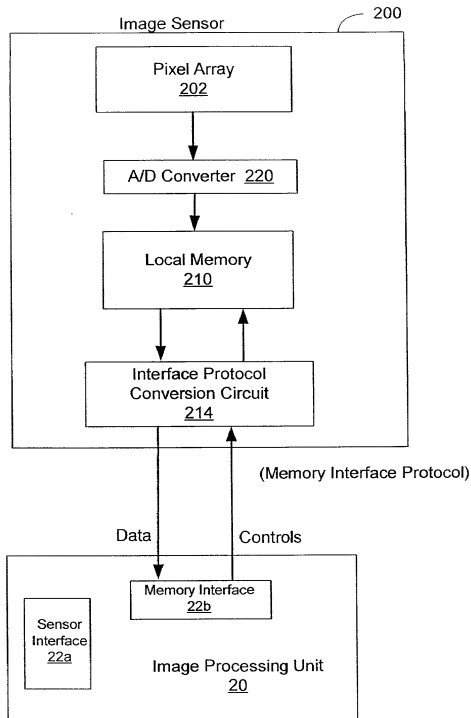 200
Image Sensor
Pixel Array
202
A/D Converter 220
Local Memory
210
Interface Protocol
Conversion Circuit
214
(Memory Interface Protocol)
Data
Controls
Memory Interface
22b
Sensor
Interface
22a
Image Processing Unit
20